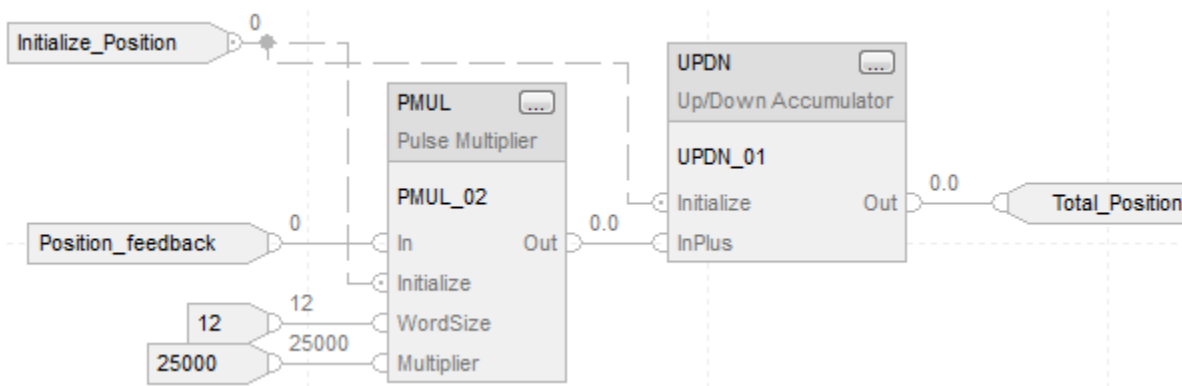 0
Initialize_Position
UPDN
...
Up/Down Accumulator
PMUL
...
Pulse Multiplier
UPDN_01
PMUL_02
Initialize
Out
0.0
Total_Position
Position_feedback
0
In
Out
0.0
InPlus
Initialize
12
12
WordSize
25000
25000
Multiplier